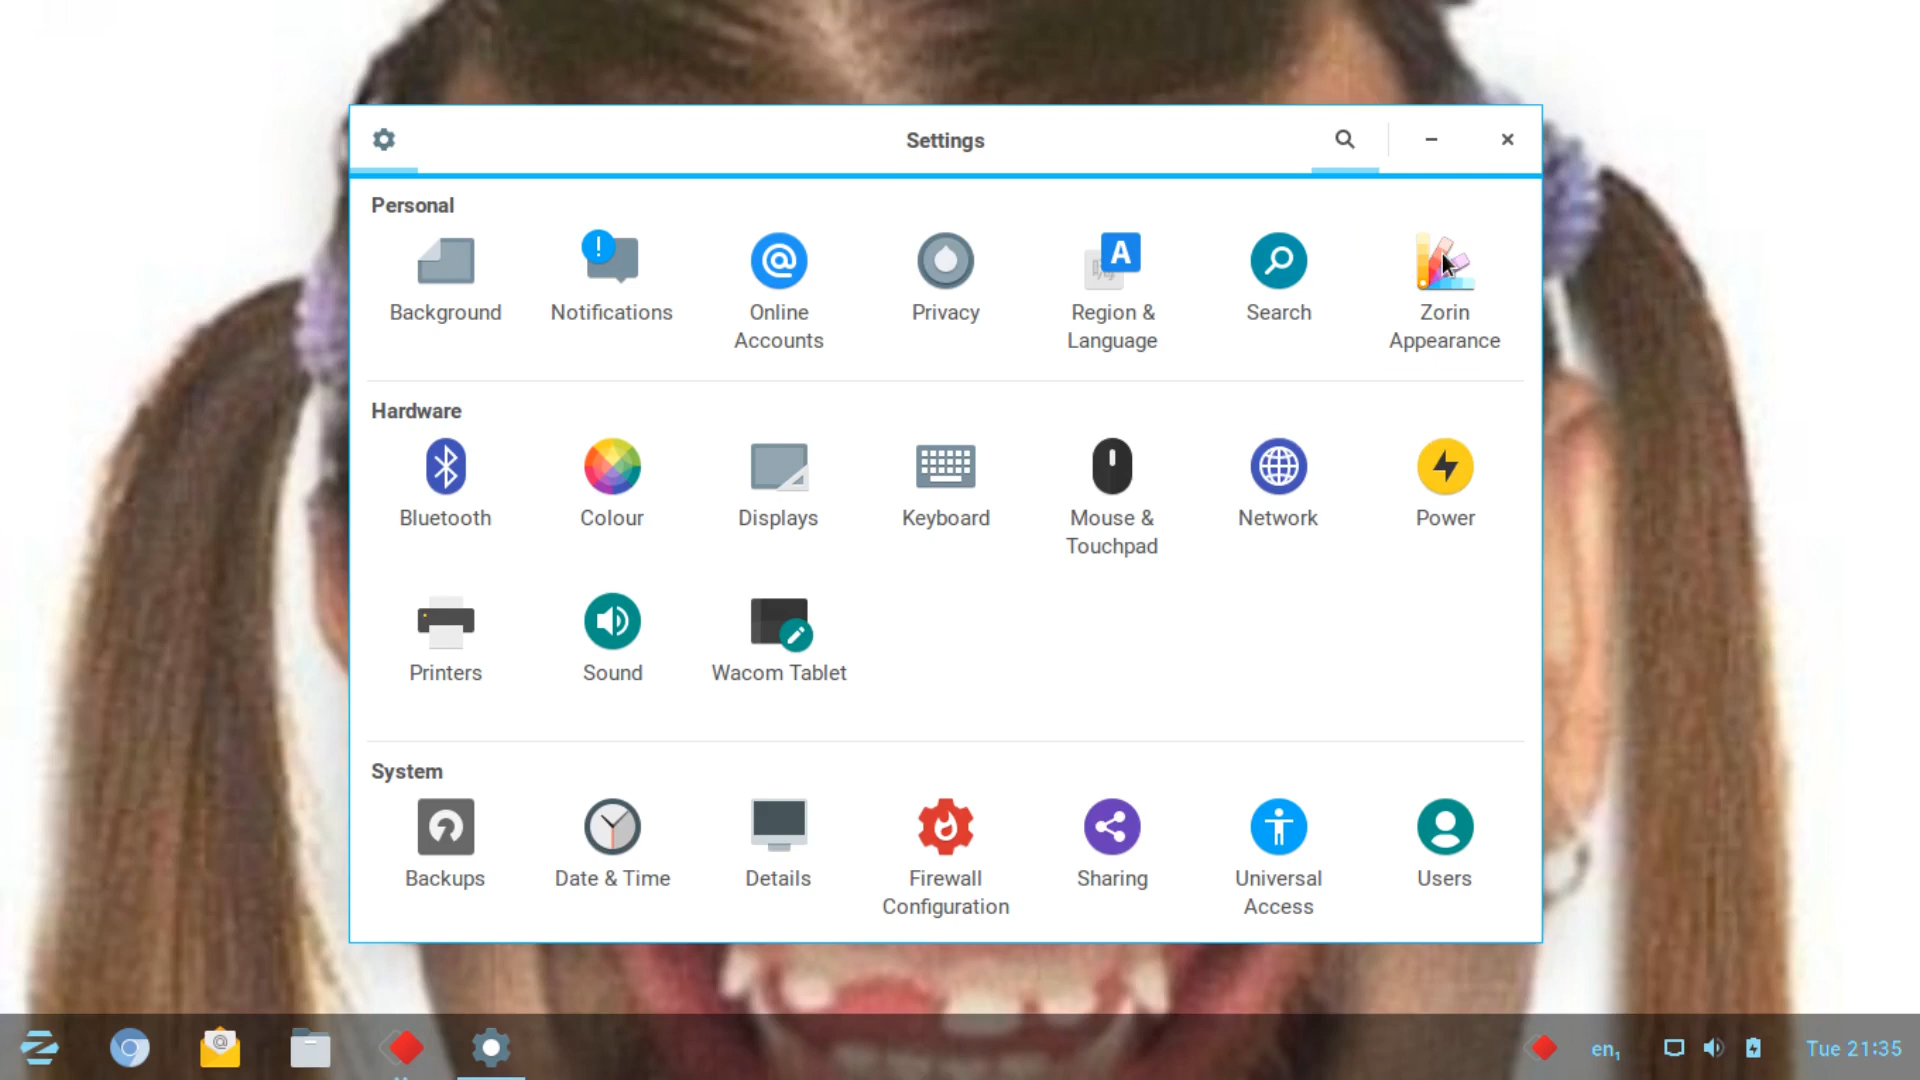 Settings
Personal
Background
Notifications
Online
Accounts
Privacy
A
Region &
Language
Search
Zorin
Appearance
Hardware
Bluetooth
Colour
Displays
Keyboard
Mouse &
Touchpad
Network
Power
Printers
Sound
Wacom Tablet
System
Backups
Date & Time
Details
Firewall
Configuration
Sharing
Universal
Access
Users
en₁
Tue 21:35